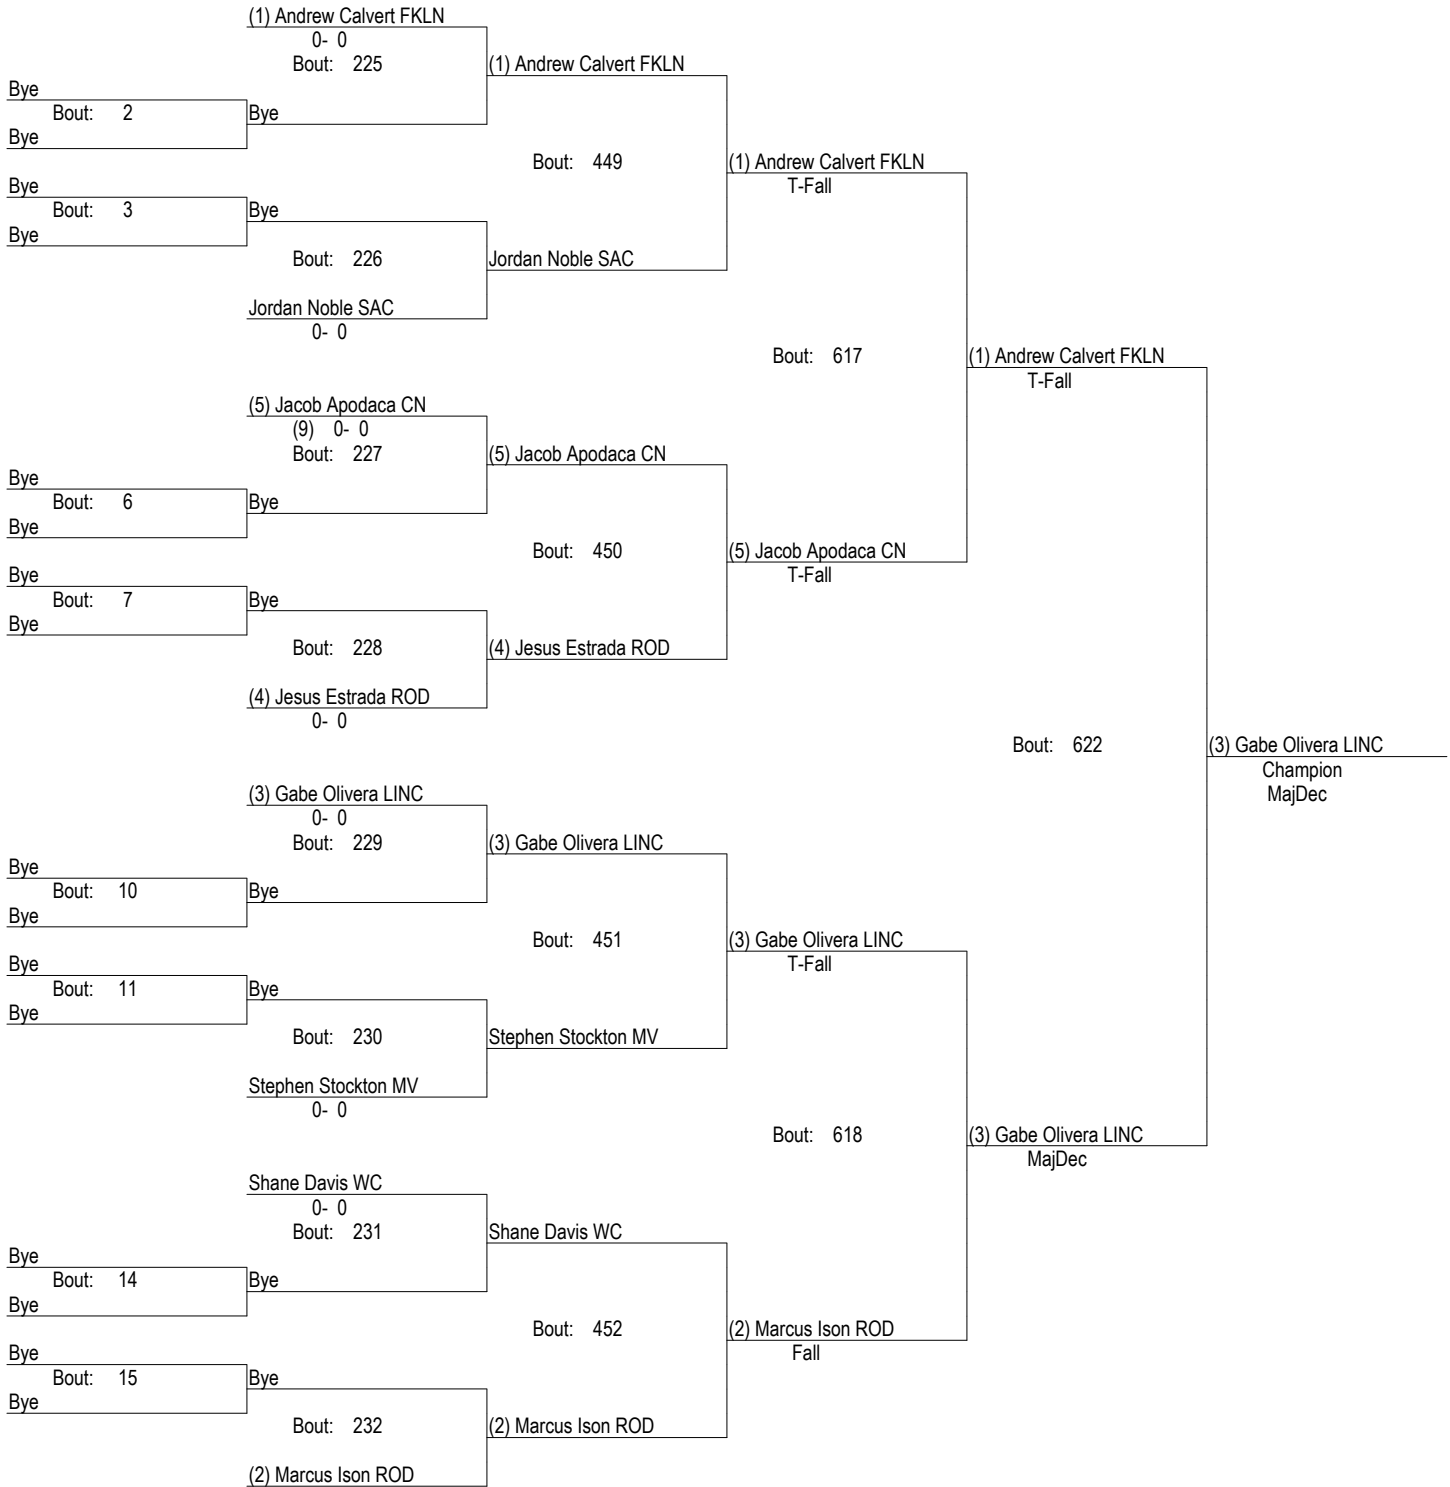 (1) Andrew Calvert FKLN
0- 0
Bout: 225
(1) Andrew Calvert FKLN
Bye
Bout: 2
Bye
Bye
Bout: 449
(1) Andrew Calvert FKLN
T-Fall
Bye
Bout: 3
Bye
Bye
Bout: 226
Jordan Noble SAC
Jordan Noble SAC
0- 0
Bout: 617
(1) Andrew Calvert FKLN
T-Fall
(5) Jacob Apodaca CN
(9) 0- 0
Bout: 227
(5) Jacob Apodaca CN
Bye
Bout: 6
Bye
Bye
Bout: 450
(5) Jacob Apodaca CN
T-Fall
Bye
Bout: 7
Bye
Bye
Bout: 228
(4) Jesus Estrada ROD
(4) Jesus Estrada ROD
0- 0
Bout: 622
(3) Gabe Olivera LINC
Champion
MajDec
(3) Gabe Olivera LINC
0- 0
Bout: 229
(3) Gabe Olivera LINC
Bye
Bout: 10
Bye
Bye
Bout: 451
(3) Gabe Olivera LINC
T-Fall
Bye
Bout: 11
Bye
Bye
Bout: 230
Stephen Stockton MV
Stephen Stockton MV
0- 0
Bout: 618
(3) Gabe Olivera LINC
MajDec
Shane Davis WC
0- 0
Bout: 231
Shane Davis WC
Bye
Bout: 14
Bye
Bye
Bout: 452
(2) Marcus Ison ROD
Fall
Bye
Bout: 15
Bye
Bye
Bout: 232
(2) Marcus Ison ROD
(2) Marcus Ison ROD